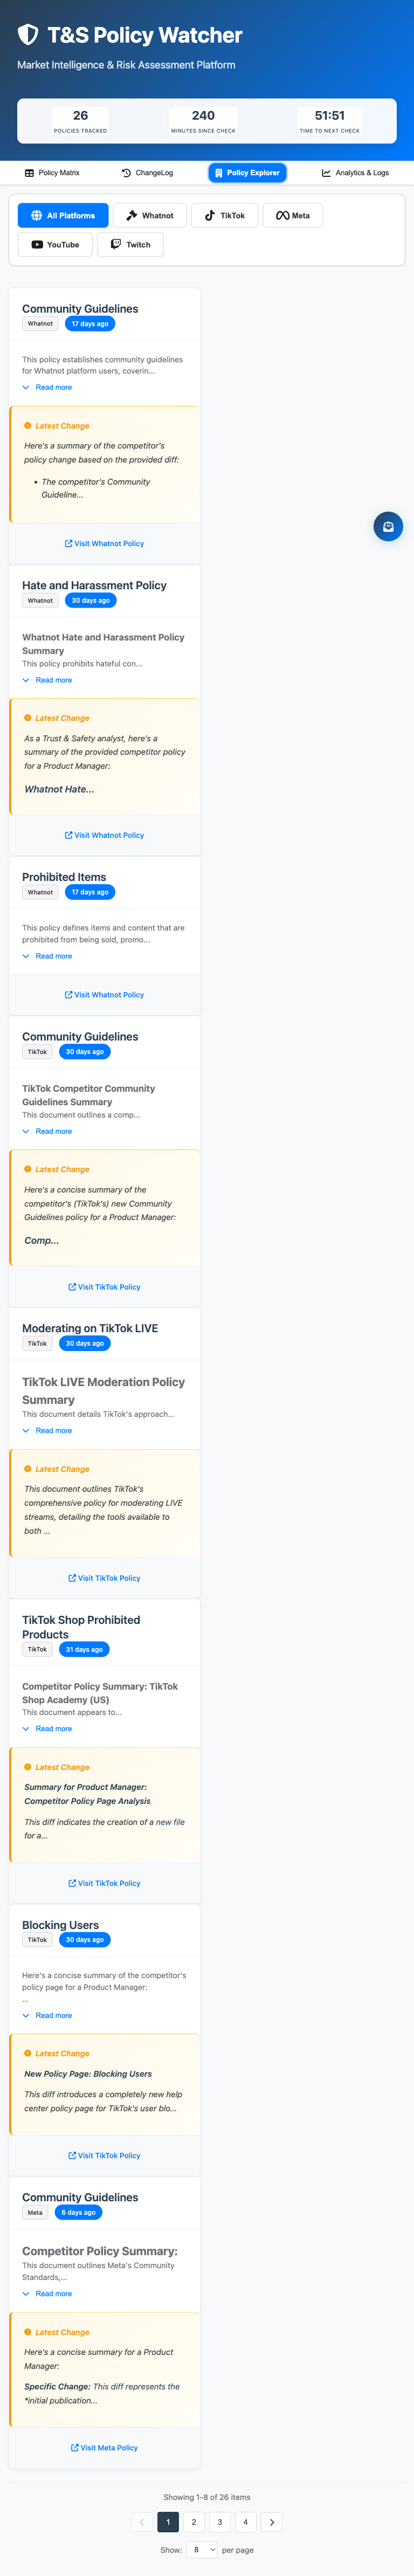 T&S Policy Watcher
Market Intelligence & Risk Assessment Platform
26
POLICIES TRACKED
240
MINUTES SINCE CHECK
51:51
TIME TO NEXT CHECK
Policy Matrix
ChangeLog
Policy Explorer
Analytics & Logs
All Platforms
Whatnot
TikTok
Meta
YouTube
Twitch
Community Guidelines
Whatnot
17 days ago
This policy establishes community guidelines
for Whatnot platform users, coverin...
Read more
Latest Change
Here's a summary of the competitor's
policy change based on the provided diff:
• The competitor's Community
Guideline...
Visit Whatnot Policy
Hate and Harassment Policy
Whatnot
30 days ago
Whatnot Hate and Harassment Policy
Summary
This policy prohibits hateful con...
Read more
Latest Change
As a Trust & Safety analyst, here's a
summary of the provided competitor policy
for a Product Manager:
Whatnot Hate...
Visit Whatnot Policy
Prohibited Items
Whatnot
17 days ago
This policy defines items and content that are
prohibited from being sold, promo...
Read more
Visit Whatnot Policy
Community Guidelines
TikTok
30 days ago
TikTok Competitor Community
Guidelines Summary
This document outlines a comp...
Read more
Latest Change
Here's a concise summary of the
competitor's (TikTok's) new Community
Guidelines policy for a Product Manager:
Comp...
Visit TikTok Policy
Moderating on TikTok LIVE
TikTok
30 days ago
TikTok LIVE Moderation Policy
Summary
This document details TikTok's approach...
Read more
Latest Change
This document outlines TikTok's
comprehensive policy for moderating LIVE
streams, detailing the tools available to
both ...
Visit TikTok Policy
TikTok Shop Prohibited
Products
TikTok
31 days ago
Competitor Policy Summary: TikTok
Shop Academy (US)
This document appears to...
Read more
Latest Change
Summary for Product Manager:
Competitor Policy Page Analysis
This diff indicates the creation of a new file
for a...
Visit TikTok Policy
Blocking Users
TikTok
30 days ago
Here's a concise summary of the competitor's
policy page for a Product Manager:
...
Read more
Latest Change
New Policy Page: Blocking Users
This diff introduces a completely new help
center policy page for TikTok's user blo...
Visit TikTok Policy
Community Guidelines
Meta
6 days ago
Competitor Policy Summary:
This document outlines Meta's Community
Standards,...
Read more
Latest Change
Here's a concise summary for a Product
Manager:
Specific Change: This diff represents the
*initial publication...
Visit Meta Policy
Showing 1-8 of 26 items
1
2
3
4
Show:
8
per page